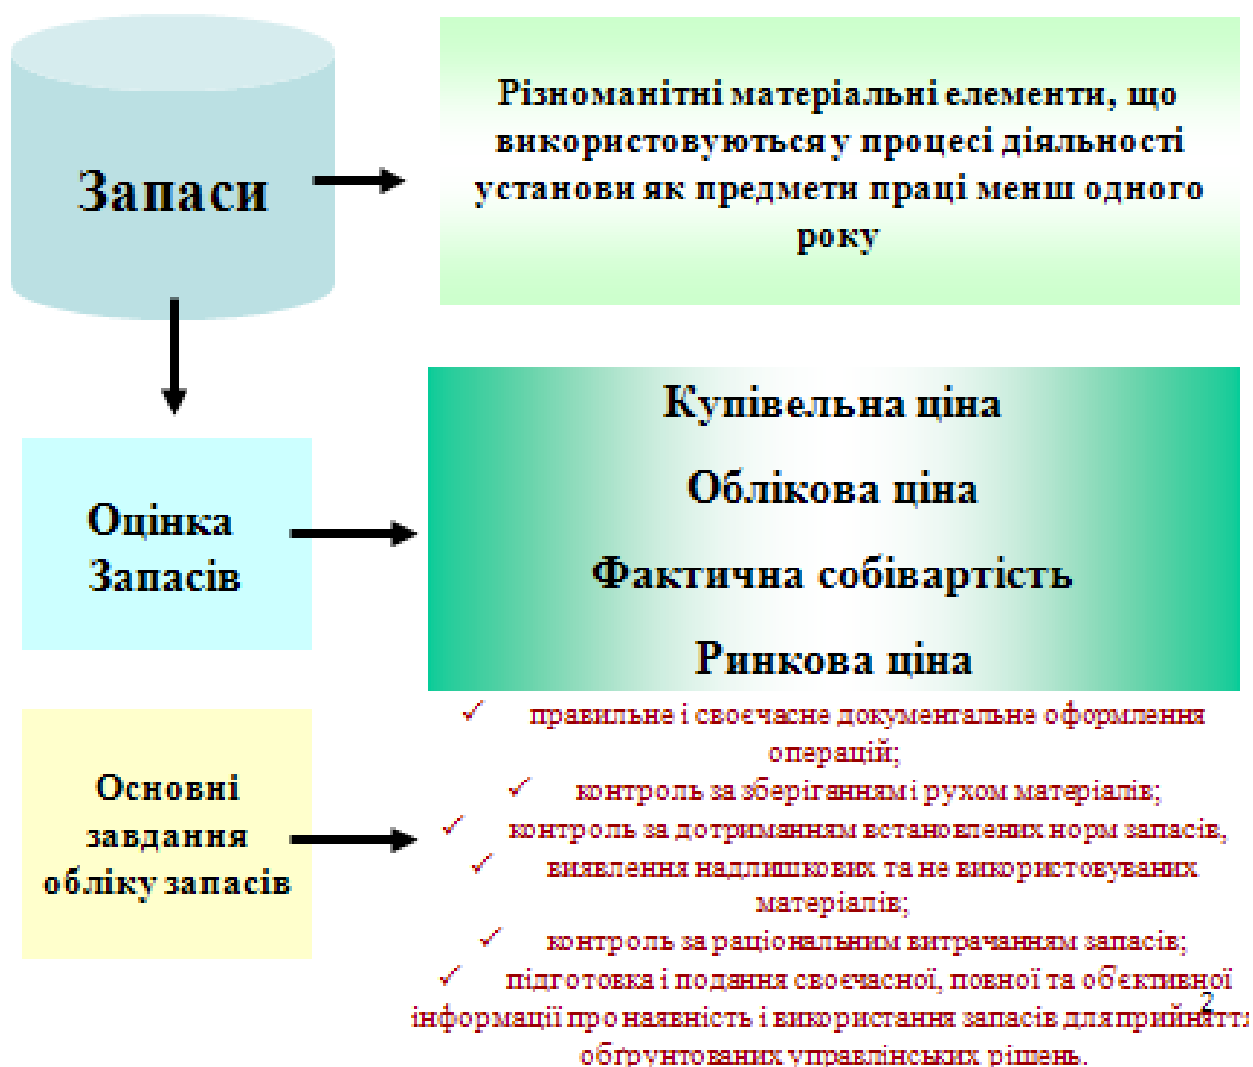 Запаси
Різноманітні матеріальні елементи, що
використовуються у процесі діяльності
установи як предмети праці менш одного
року
Оцінка
Запасів
Купівельна ціна
Облікова ціна
Фактична собівартість
Ринкова ціна
Основні
завдання
обліку запасів
✓ правильне і своєчасне документальне оформлення
операцій;
✓ контроль за зберіганням і рухом матеріалів;
✓ контроль за дотриманням встановлених норм запасів,
✓ виявлення надлишкових та не використовуваних
матеріалів;
✓ контроль за раціональним витрачанням запасів;
✓ підготовка і подання своєчасної, повної та об'єктивної
інформації про наявність і використання запасів для прийняття
обґрунтованих управлінських рішень.
2